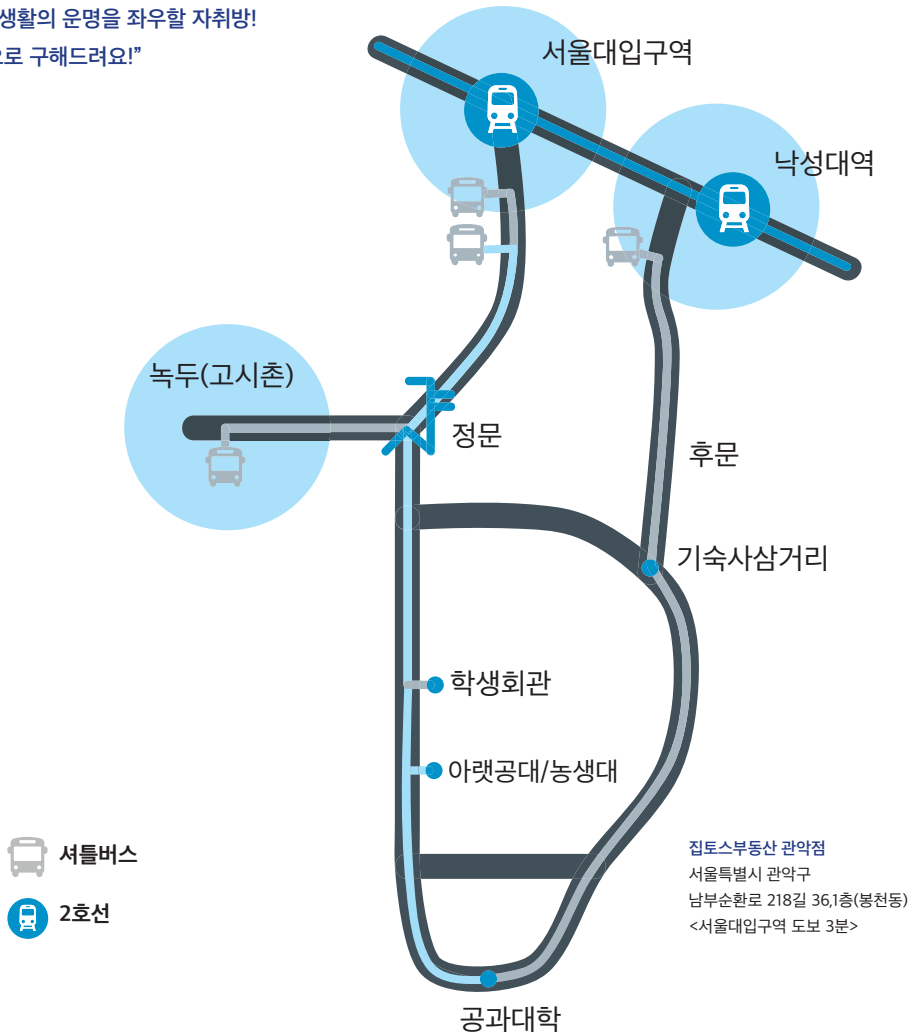 생활의 운명을 좌우할 자취방!
로 구해드려요!”
서울대입구역
낙성대역
녹두(고시촌)
정문
후문
기숙사삼거리
학생회관
아랫공대/농생대
셔틀버스
2호선
집토스부동산 관악점
서울특별시 관악구
남부순환로 218길 36,1층(봉천동)
<서울대입구역 도보 3분>
공과대학